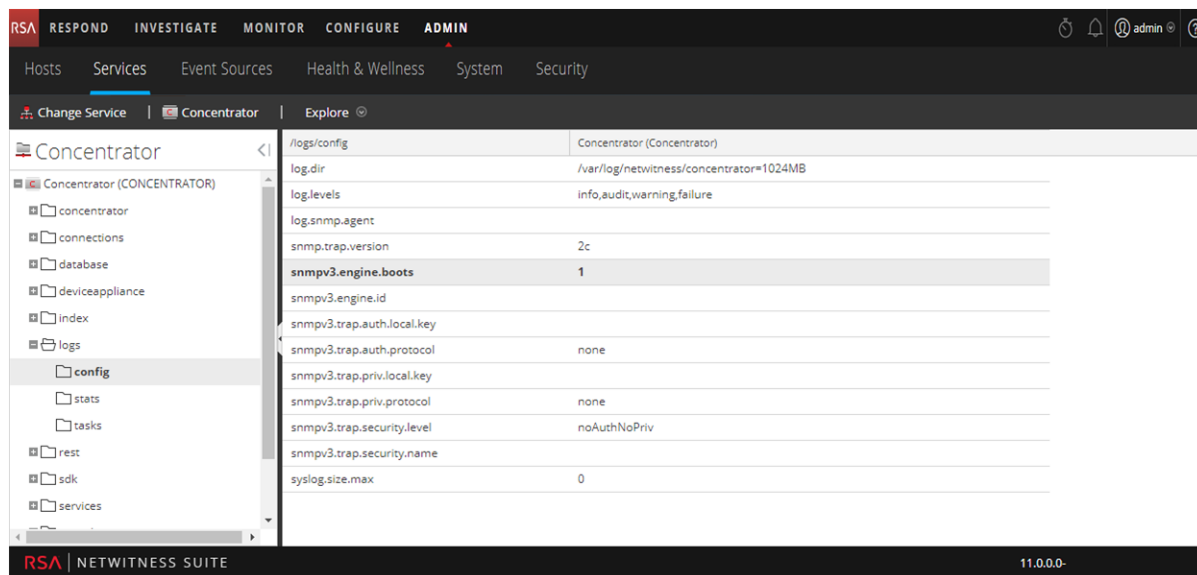 RSA RESPOND INVESTIGATE MONITOR CONFIGURE ADMIN admin
Hosts Services Event Sources Health & Wellness System Security
Change Service | C Concentrator | Explore
Concentrator
/logs/config Concentrator (Concentrator)
log.dir /var/log/netwitness/concentrator=1024MB
C Concentrator (CONCENTRATOR)
log.levels info,audit,warning,failure
concentrator
log.snmp.agent
connections
snmp.trap.version 2c
database
snmpv3.engine.boots 1
deviceappliance
snmpv3.engine.id
index
snmpv3.trap.auth.local.key
logs
snmpv3.trap.auth.protocol none
config
snmpv3.trap.priv.local.key
stats
snmpv3.trap.priv.protocol none
tasks
snmpv3.trap.security.level noAuthNoPriv
rest
snmpv3.trap.security.name
sdk
syslog.size.max 0
services
RSA | NETWITNESS SUITE 11.0.0.0-